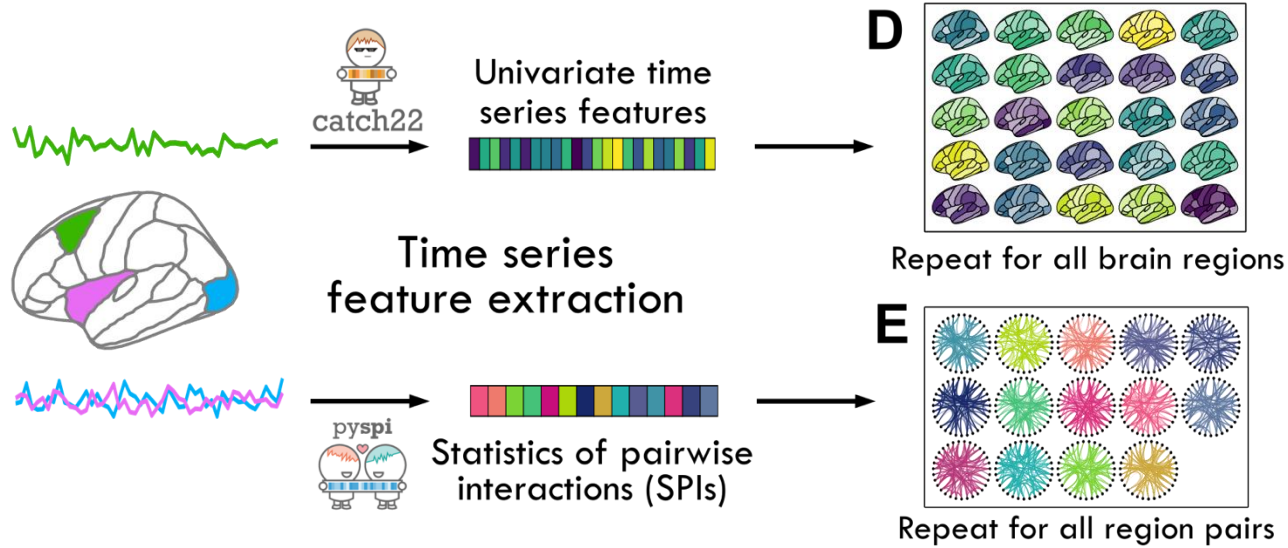 catch22
Univariate time
series features
D
Repeat for all brain regions
Time series
feature extraction
pyspi
Statistics of pairwise
interactions (SPIs)
E
Repeat for all region pairs